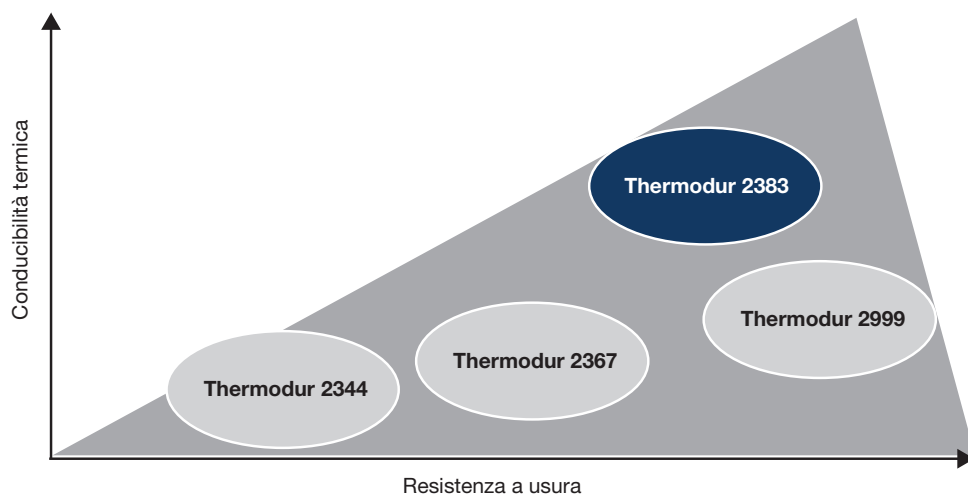 Conducibilità termica
Thermodur 2383
Thermodur 2999
Thermodur 2367
Thermodur 2344
Resistenza a usura